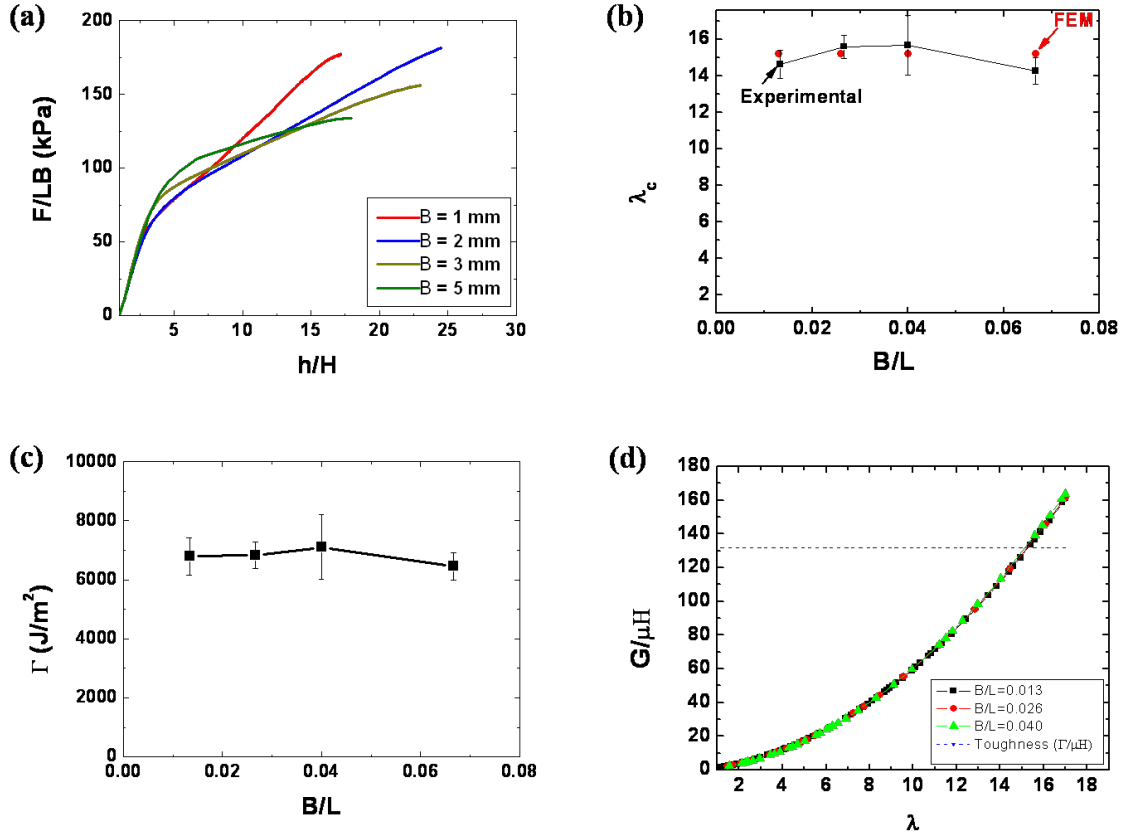 (a)
200
150
100
50
0
F/LB (kPa)
5 10 15 20 25 30
h/H
B = 1 mm
B = 2 mm
B = 3 mm
B = 5 mm
(b)
16
14
12
10
8
6
4
2
λc
FEM
Experimental
0.00 0.02 0.04 0.06 0.08
B/L
(c)
10000
8000
6000
4000
2000
0
Γ (J/m²)
0.00 0.02 0.04 0.06 0.08
B/L
(d)
180
160
140
120
100
80
60
40
20
0
G/μH
B/L=0.013
B/L=0.026
B/L=0.040
Toughness (Γ/μH)
2 4 6 8 10 12 14 16 18
λ